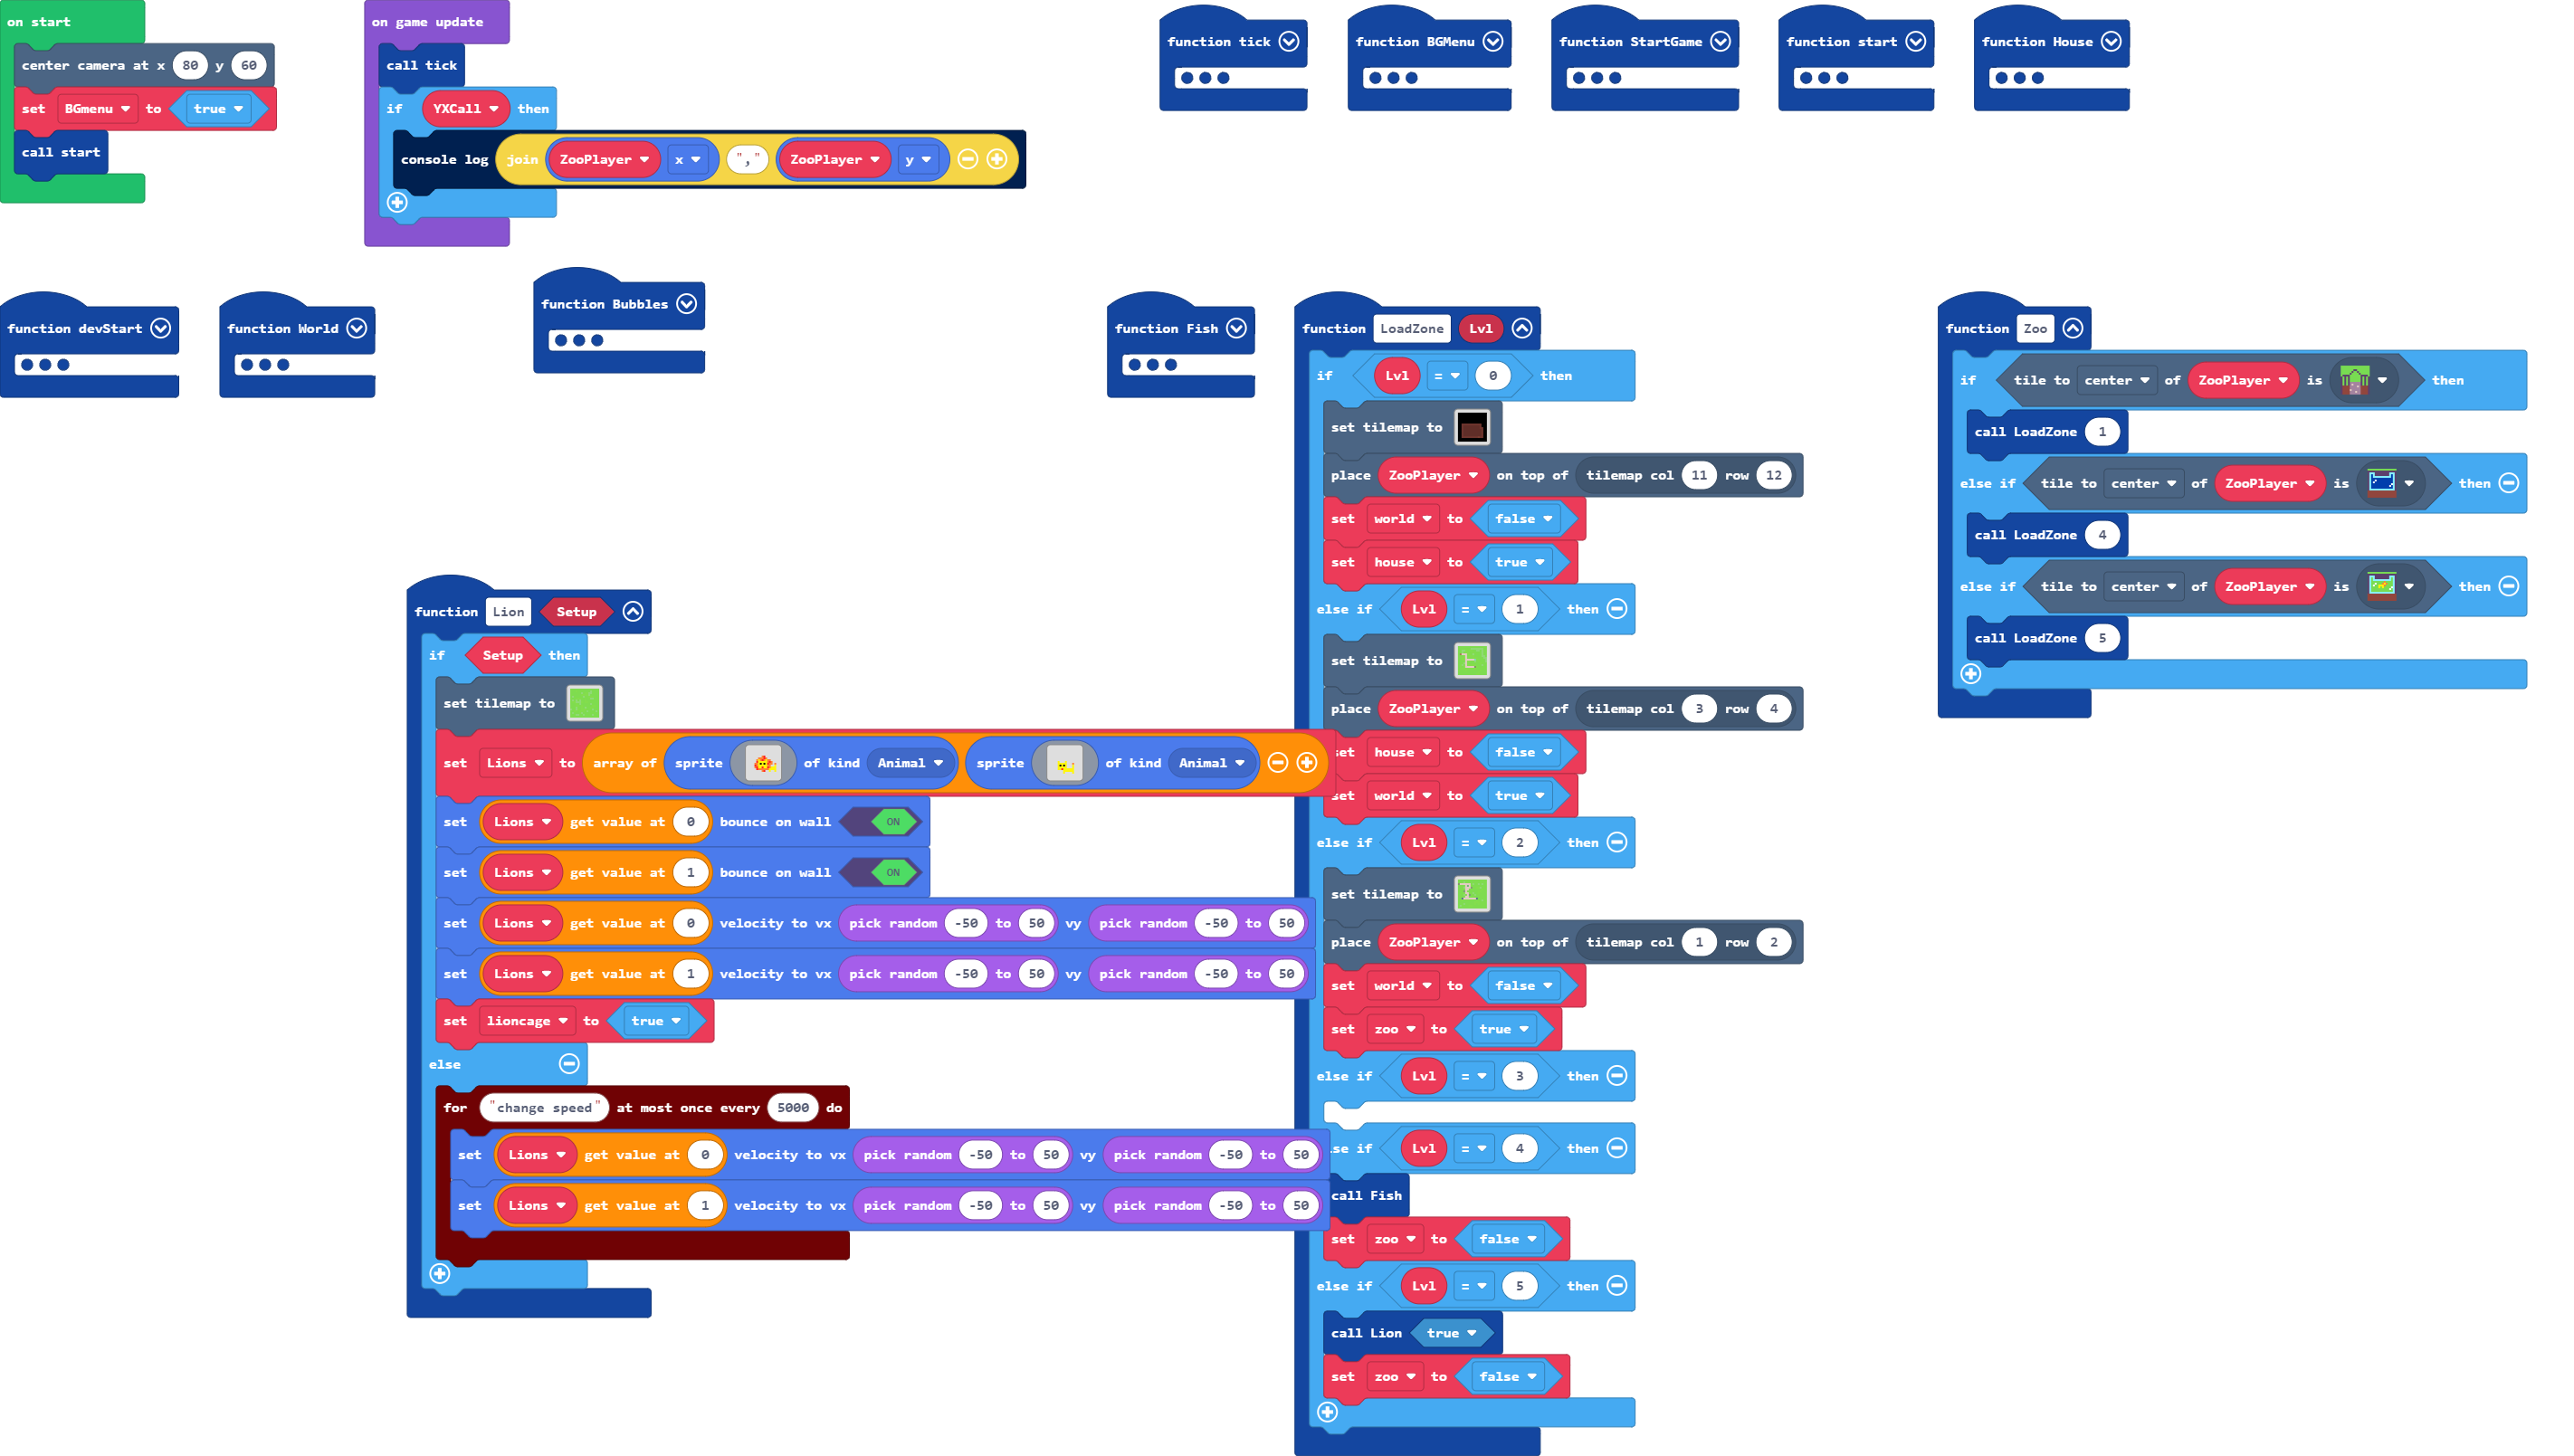 on start
center camera at x 80 y 60
set BGmenu to true
call start
on game update
call tick
if YXCall then
console log join ZooPlayer x "," ZooPlayer y
function tick
function BGMenu
function StartGame
function start
function House
function devStart
function World
function Bubbles
function Fish
function Lion Setup
if Setup then
set tilemap to
set Lions to array of sprite of kind Animal sprite of kind Animal
set Lions get value at 0 bounce on wall ON
set Lions get value at 1 bounce on wall ON
set Lions get value at 0 velocity to vx pick random -50 to 50 vy pick random -50 to 50
set Lions get value at 1 velocity to vx pick random -50 to 50 vy pick random -50 to 50
set lioncage to true
else
for "change speed" at most once every 5000 do
set Lions get value at 0 velocity to vx pick random -50 to 50 vy pick random -50 to 50
set Lions get value at 1 velocity to vx pick random -50 to 50 vy pick random -50 to 50
function LoadZone Lvl
if Lvl = 0 then
set tilemap to
place ZooPlayer on top of tilemap col 11 row 12
set world to false
set house to true
else if Lvl = 1 then
set tilemap to
place ZooPlayer on top of tilemap col 3 row 4
set house to false
set world to true
else if Lvl = 2 then
set tilemap to
place ZooPlayer on top of tilemap col 1 row 2
set world to false
set zoo to true
else if Lvl = 3 then
se if Lvl = 4 then
call Fish
set zoo to false
else if Lvl = 5 then
call Lion true
set zoo to false
function Zoo
if tile to center of ZooPlayer is then
call LoadZone 1
else if tile to center of ZooPlayer is then
call LoadZone 4
else if tile to center of ZooPlayer is then
call LoadZone 5